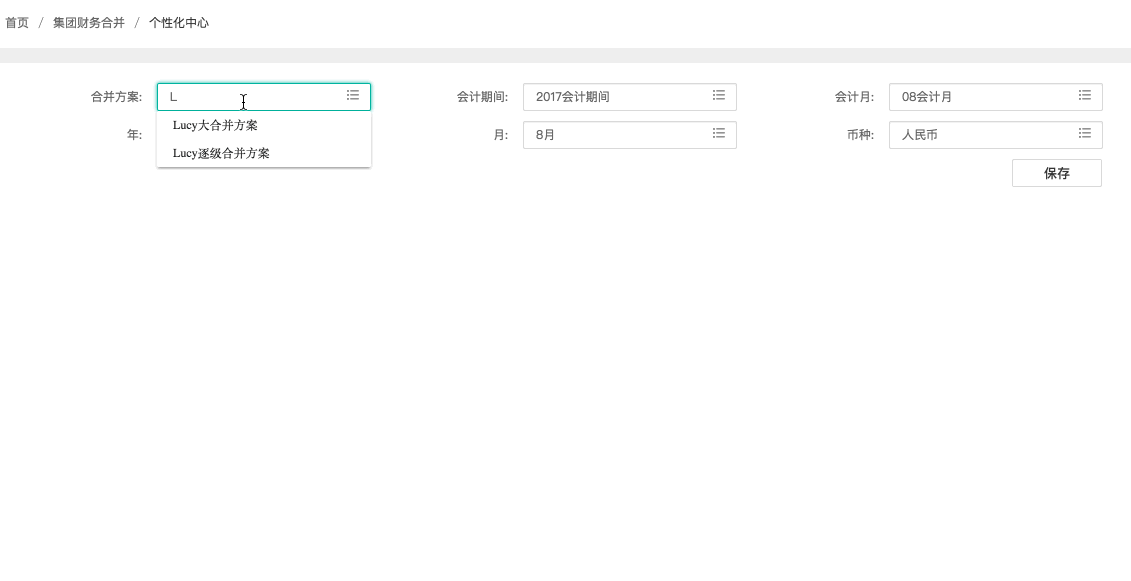 首页 / 集团财务合并 / 个性化中心
合并方案: L 会计期间: 2017会计期间 会计月: 08会计月
Lucy大合并方案
年: 月: 8月 币种: 人民币
Lucy逐级合并方案
保存